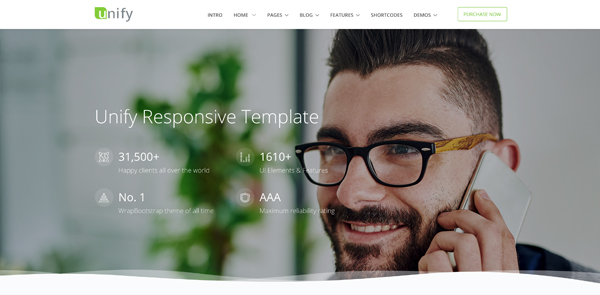 unify
INTRO HOME PAGES BLOG FEATURES SHORTCODES DEMOS PURCHASE NOW
Unify Responsive Template
31,500+ 1610+
Happy clients all over the world UI Elements & Features
No. 1 AAA
WrapBootstrap theme of all time Maximum reliability rating